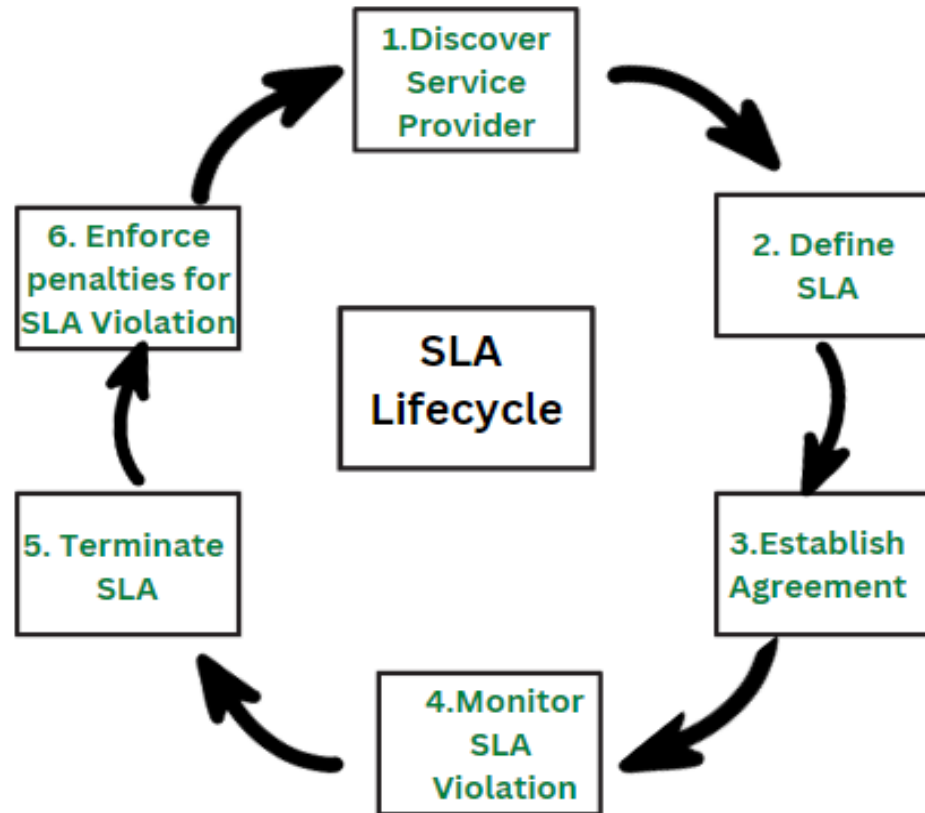 1.Discover
Service
Provider
2. Define
SLA
3.Establish
Agreement
4.Monitor
SLA
Violation
5. Terminate
SLA
6. Enforce
penalties for
SLA Violation
SLA
Lifecycle